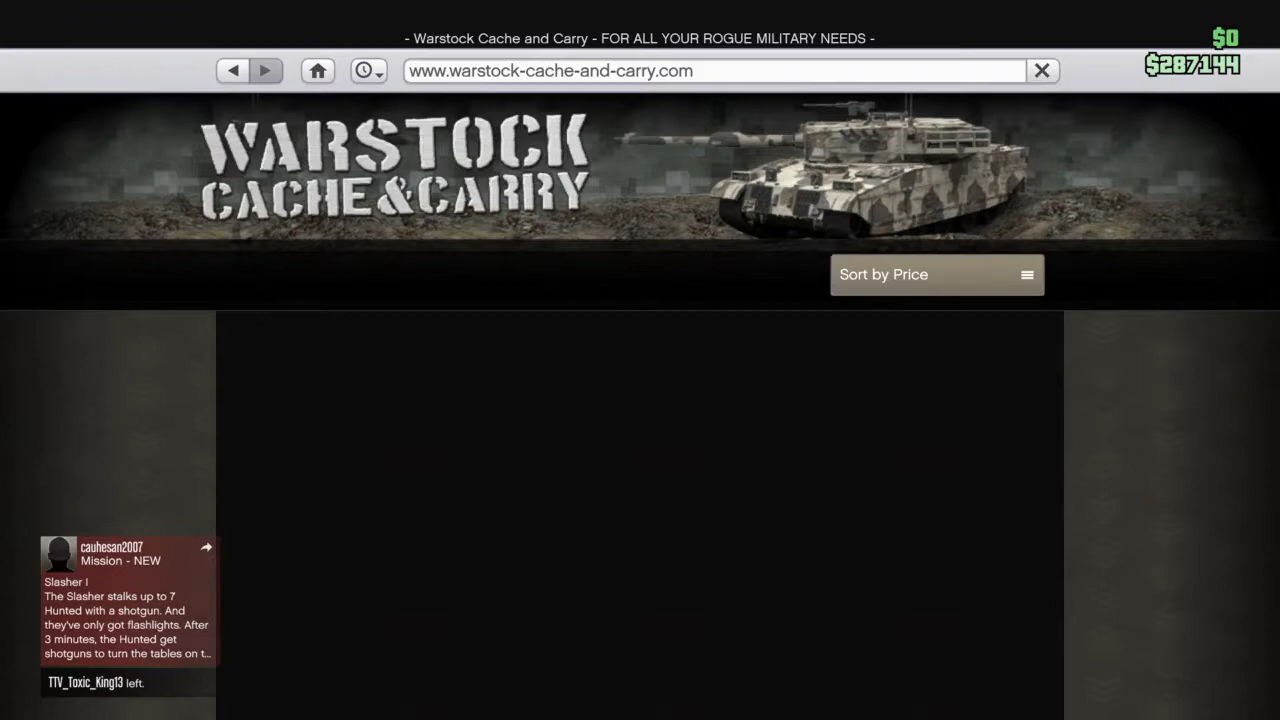 - Warstock Cache and Carry - FOR ALL YOUR ROGUE MILITARY NEEDS -
$0
$287144
www.warstock-cache-and-carry.com
WARSTOCK
CACHE&CARRY
Sort by Price
cauhesan2007
Mission - NEW
Slasher I
The Slasher stalks up to 7
Hunted with a shotgun. And
they've only got flashlights. After
3 minutes, the Hunted get
shotguns to turn the tables on t...
TTV_Toxic_King13 left.